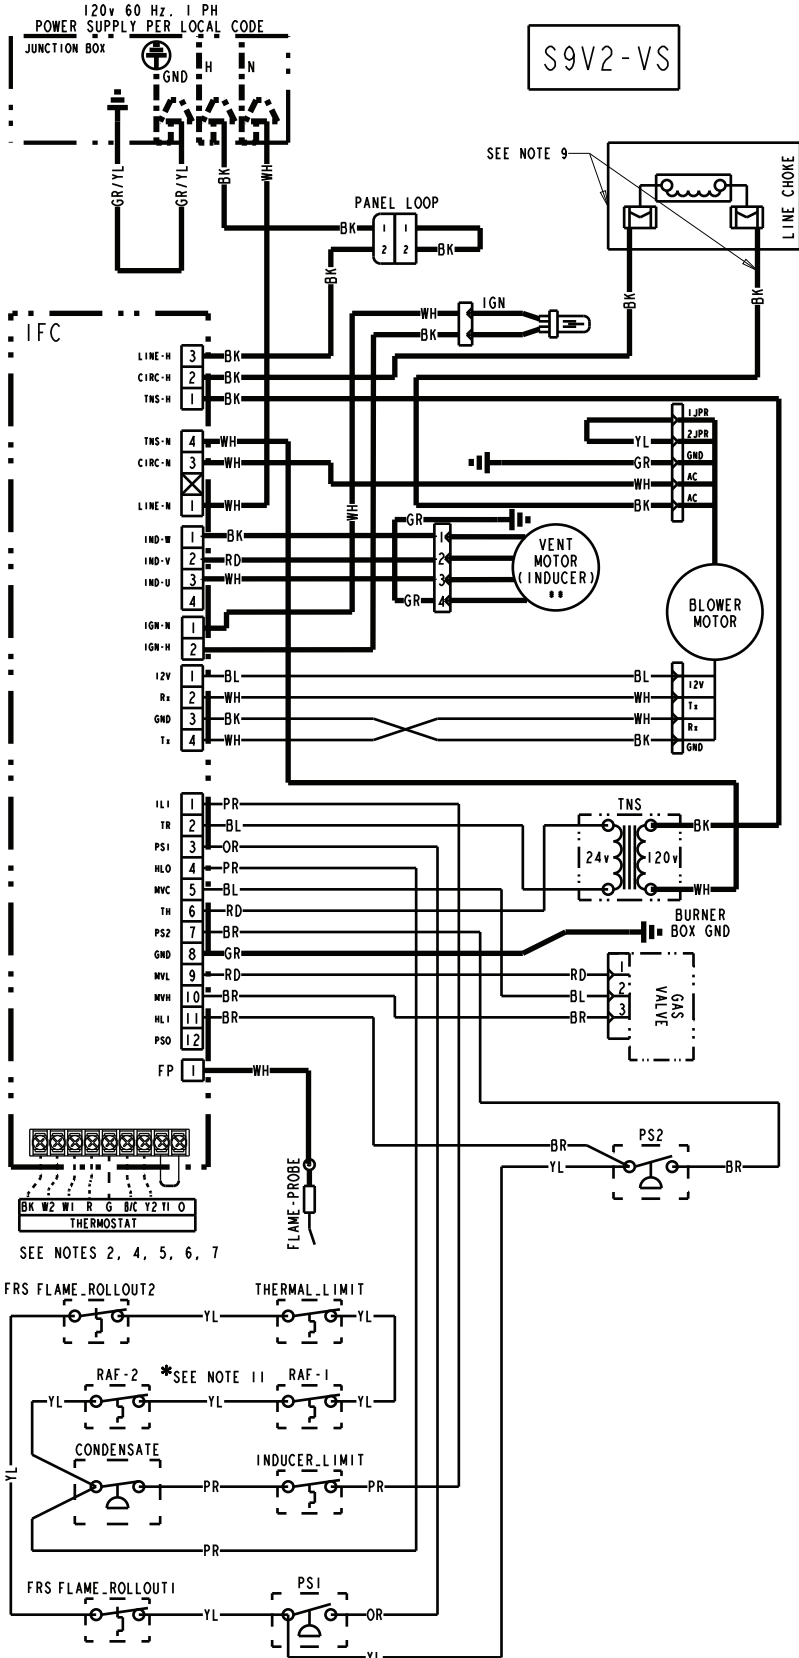 120v 60 Hz. 1 PH
POWER SUPPLY PER LOCAL CODE
JUNCTION BOX
GND
H
N
S9V2-VS
GR/YL
GR/YL
BK
WH
SEE NOTE 9
LINE CHOKE
PANEL LOOP
BK 1 1
2 2 BK
BK
BK
BK
IFC
WH
IGN
BK
LINE-H 3 BK
CIRC-H 2 BK
TNS-H 1 BK
1JPR
YL 2JPR
GR GND
WH AC
BK AC
TNS-N 4 WH
CIRC-N 3 WH
LINE-N 1 WH
WH
GR
IND-W 1 BK 1
IND-V 2 RD 2
IND-U 3 WH 3
4 GR 4
VENT
MOTOR
(INDUCER)
**
BLOWER
MOTOR
IGN-N 1
IGN-H 2
12V 1 BL BL 12V
Rx 2 WH WH Tx
GND 3 BK WH Rx
Tx 4 WH BK GND
IL1 1 PR
TR 2 BL
PS1 3 OR
HLO 4 PR
MVC 5 BL
TH 6 RD
PS2 7 BR
GND 8 GR
MVL 9 RD
MVH 10 BR
HL1 11 BR
PSO 12
TNS
24v 120v
BK
WH
BURNER
BOX GND
RD 1
BL 2
BR 3
GAS
VALVE
FP 1 WH
FLAME-PROBE
BR
YL
PS2
BR
BK W2 W1 R G B/C Y2 Y1 O
THERMOSTAT
SEE NOTES 2, 4, 5, 6, 7
FRS FLAME_ROLLOUT2
THERMAL_LIMIT
YL YL
RAF-2
*SEE NOTE 11
RAF-1
YL YL YL
CONDENSATE
INDUCER_LIMIT
YL
PR PR
PR
FRS FLAME_ROLLOUT1
PS1
YL OR
YL